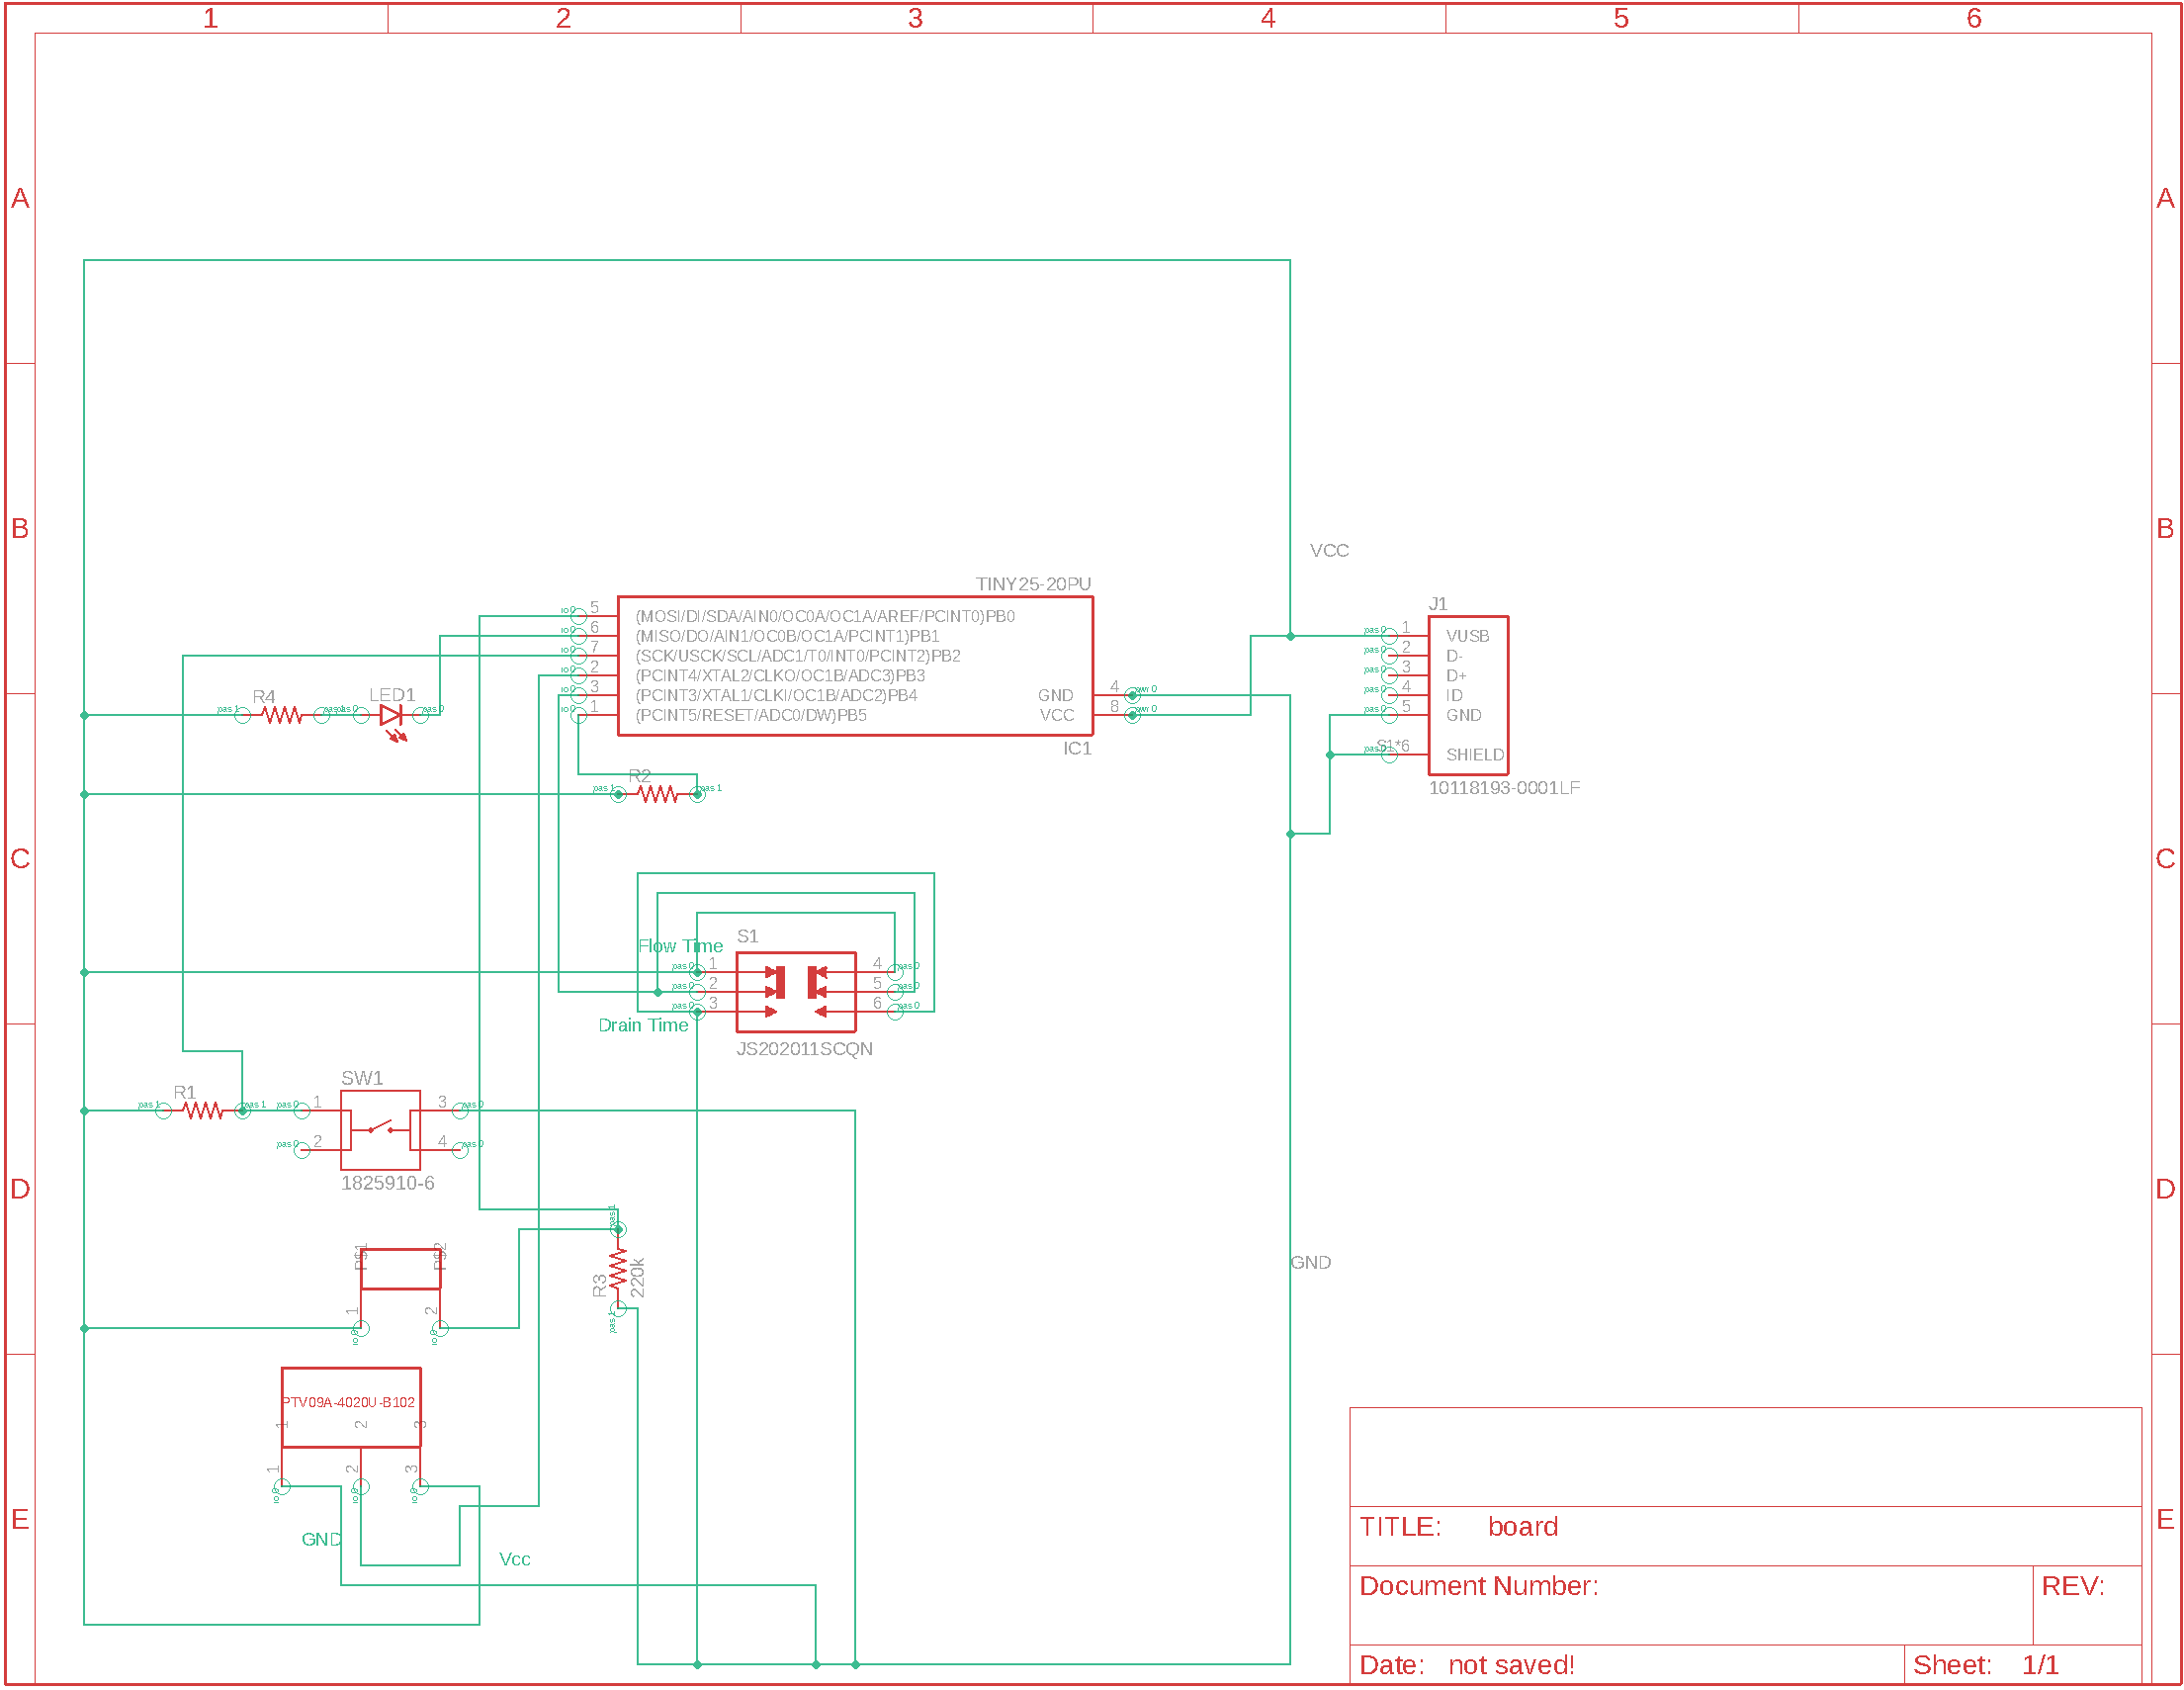 1 2 3 4 5 6
A A
B B
VCC
TINY25-20PU
J1
5 (MOSI/DI/SDA/AIN0/OC0A/OC1A/AREF/PCINT0)PB0
6 (MISO/DO/AIN1/OC0B/OC1A/PCINT1)PB1
7 (SCK/USCK/SCL/ADC1/T0/INT0/PCINT2)PB2
2 (PCINT4/XTAL2/CLKO/OC1B/ADC3)PB3
3 (PCINT3/XTAL1/CLKI/OC1B/ADC2)PB4
1 (PCINT5/RESET/ADC0/DW)PB5
GND 4
VCC 8
IC1
1 VUSB
2 D-
3 D+
4 ID
5 GND
S1*6 SHIELD
10118193-0001LF
R4 LED1
R2
C C
Flow Time S1
1 4
2 5
3 6
Drain Time
JS202011SCQN
R1 SW1
1 3
2 4
1825910-6
D D
P$1 P$2
1 2
R3
220k
GND
PTV09A-4020U-B102
1 2 3
1 2 3
E E
GND
Vcc
TITLE: board
Document Number: REV:
Date: not saved! Sheet: 1/1